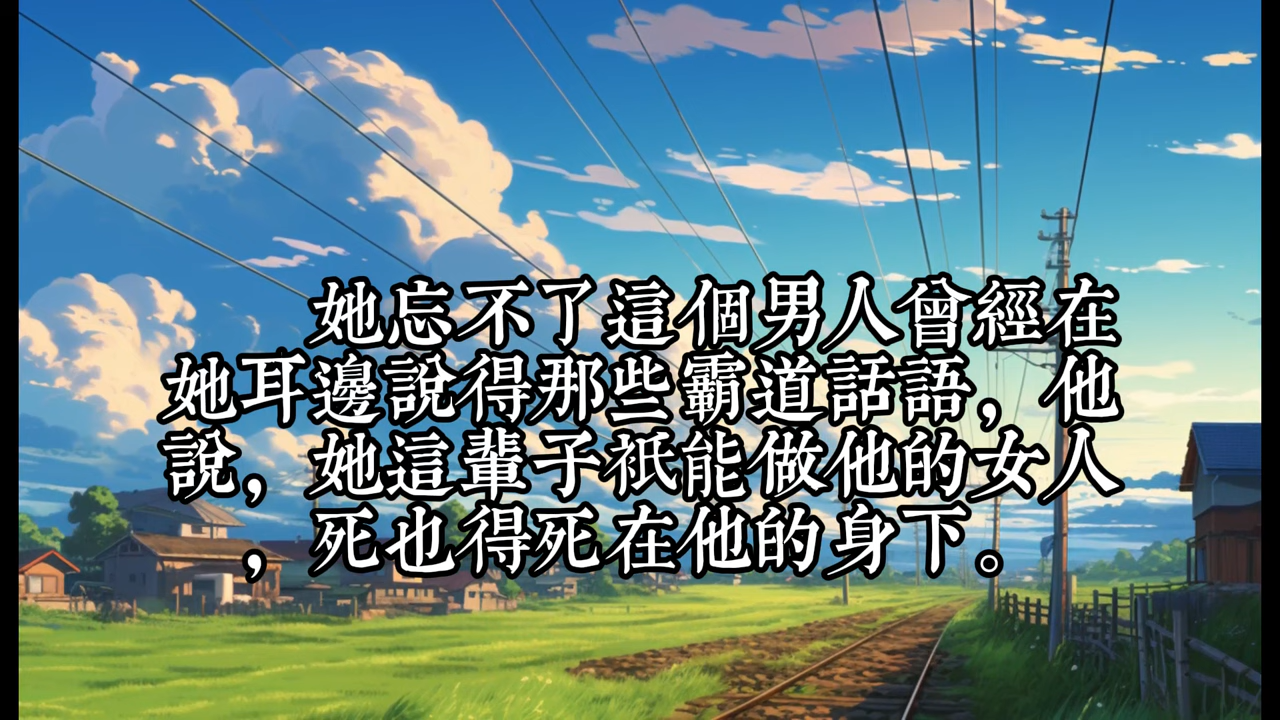 她忘不了這個男人曾經在
她耳邊說得那些霸道話語，他
說，她這輩子祇能做他的女人
，死也得死在他的身下。